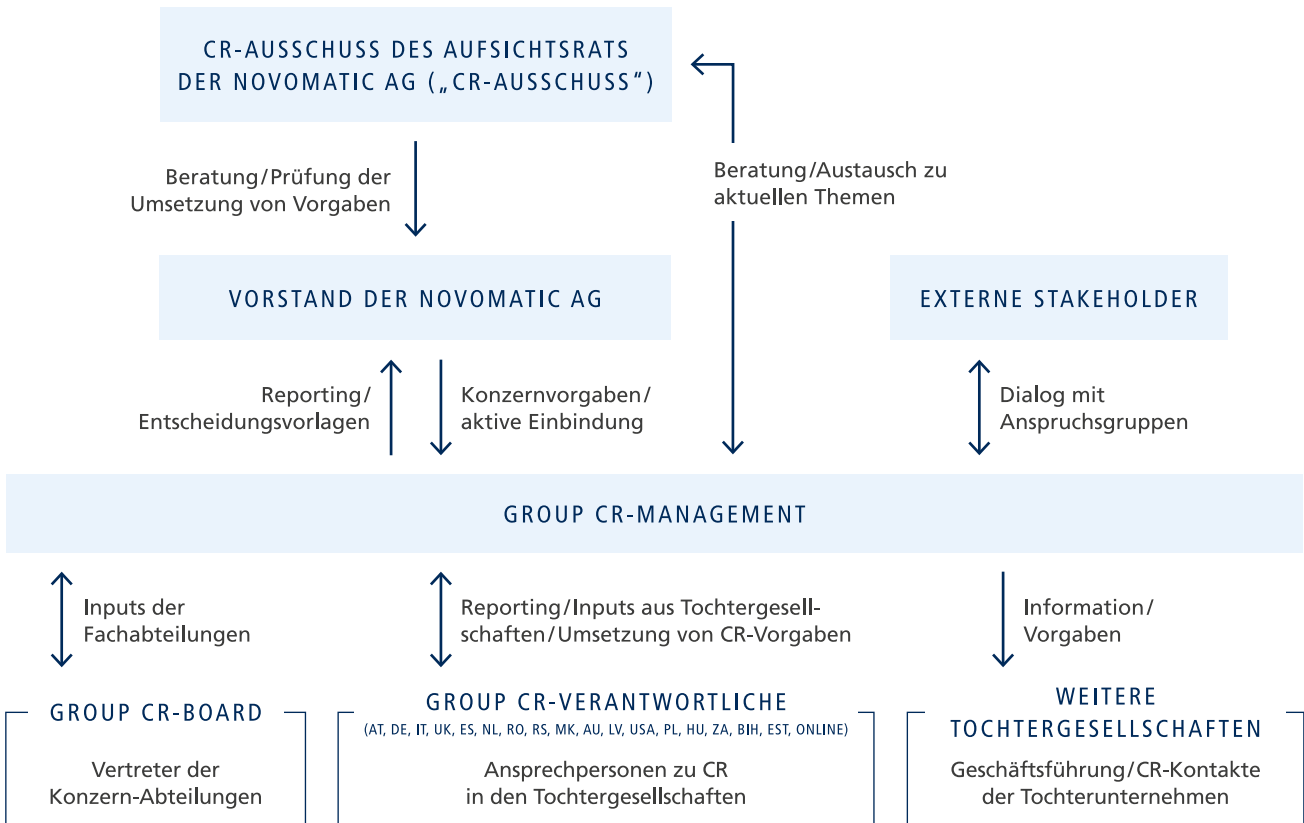 CR-AUSSCHUSS DES AUFSICHTSRATS
DER NOVOMATIC AG („CR-AUSSCHUSS“)
Beratung/Prüfung der
Umsetzung von Vorgaben
Beratung/Austausch zu
aktuellen Themen
VORSTAND DER NOVOMATIC AG
EXTERNE STAKEHOLDER
Reporting/
Entscheidungsvorlagen
Konzernvorgaben/
aktive Einbindung
Dialog mit
Anspruchsgruppen
GROUP CR-MANAGEMENT
Inputs der
Fachabteilungen
Reporting/Inputs aus Tochtergesell-
schaften/Umsetzung von CR-Vorgaben
Information/
Vorgaben
GROUP CR-BOARD
Vertreter der
Konzern-Abteilungen
GROUP CR-VERANTWORTLICHE
(AT, DE, IT, UK, ES, NL, RO, RS, MK, AU, LV, USA, PL, HU, ZA, BIH, EST, ONLINE)
Ansprechpersonen zu CR
in den Tochtergesellschaften
WEITERE
TOCHTERGESELLSCHAFTEN
Geschäftsführung/CR-Kontakte
der Tochterunternehmen